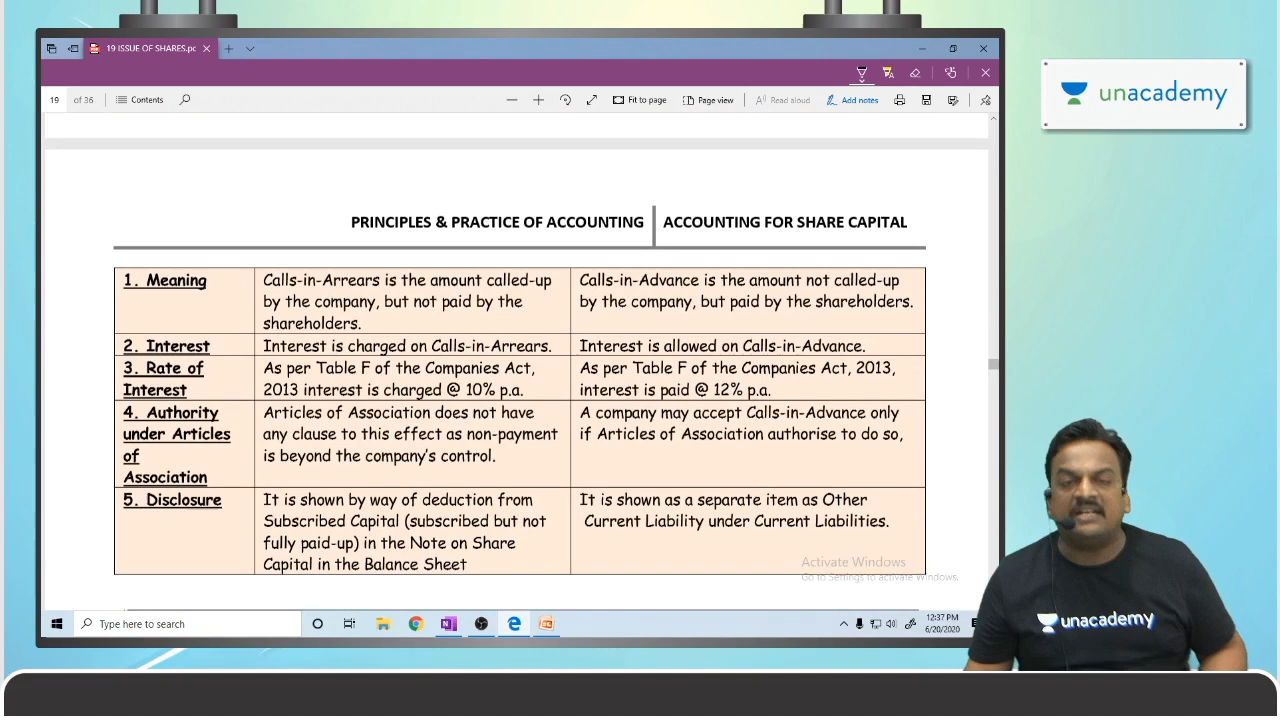 19 ISSUE OF SHARES.pc
19 of 36 Contents Fit to page Page view Read aloud Add notes
unacademy
PRINCIPLES & PRACTICE OF ACCOUNTING ACCOUNTING FOR SHARE CAPITAL
1. Meaning
Calls-in-Arrears is the amount called-up
by the company, but not paid by the
shareholders.
Calls-in-Advance is the amount not called-up
by the company, but paid by the shareholders.
2. Interest
Interest is charged on Calls-in-Arrears.
Interest is allowed on Calls-in-Advance.
3. Rate of
Interest
As per Table F of the Companies Act,
2013 interest is charged @ 10% p.a.
As per Table F of the Companies Act, 2013,
interest is paid @ 12% p.a.
4. Authority
under Articles
of
Association
Articles of Association does not have
any clause to this effect as non-payment
is beyond the company's control.
A company may accept Calls-in-Advance only
if Articles of Association authorise to do so,
5. Disclosure
It is shown by way of deduction from
Subscribed Capital (subscribed but not
fully paid-up) in the Note on Share
Capital in the Balance Sheet
It is shown as a separate item as Other
Current Liability under Current Liabilities.
Activate Windows
Go to Settings to activate Windows.
Type here to search
12:37 PM
6/20/2020
unacademy